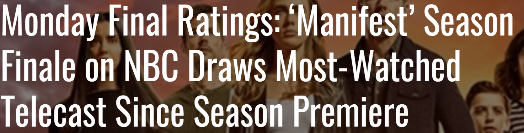 Monday Final Ratings: ‘Manifest’ Season
Finale on NBC Draws Most-Watched
Telecast Since Season Premiere